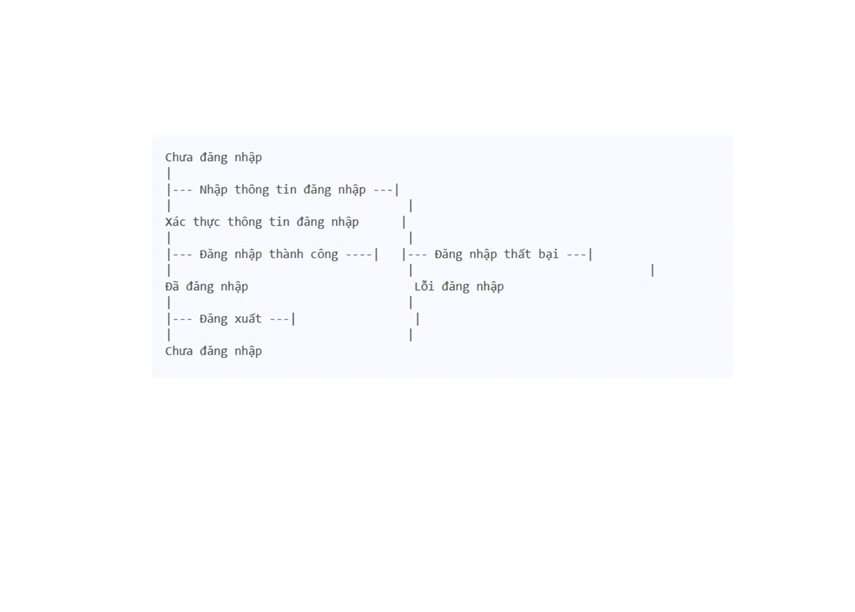 Chưa đăng nhập
|
|--- Nhập thông tin đăng nhập ---|
|                                  |
Xác thực thông tin đăng nhập      |
|                                  |
|--- Đăng nhập thành công ----|   |--- Đăng nhập thất bại ---|
|                                  |                                  |
Đã đăng nhập                        Lỗi đăng nhập
|                                  |
|--- Đăng xuất ---|                 |
|                                  |
Chưa đăng nhập